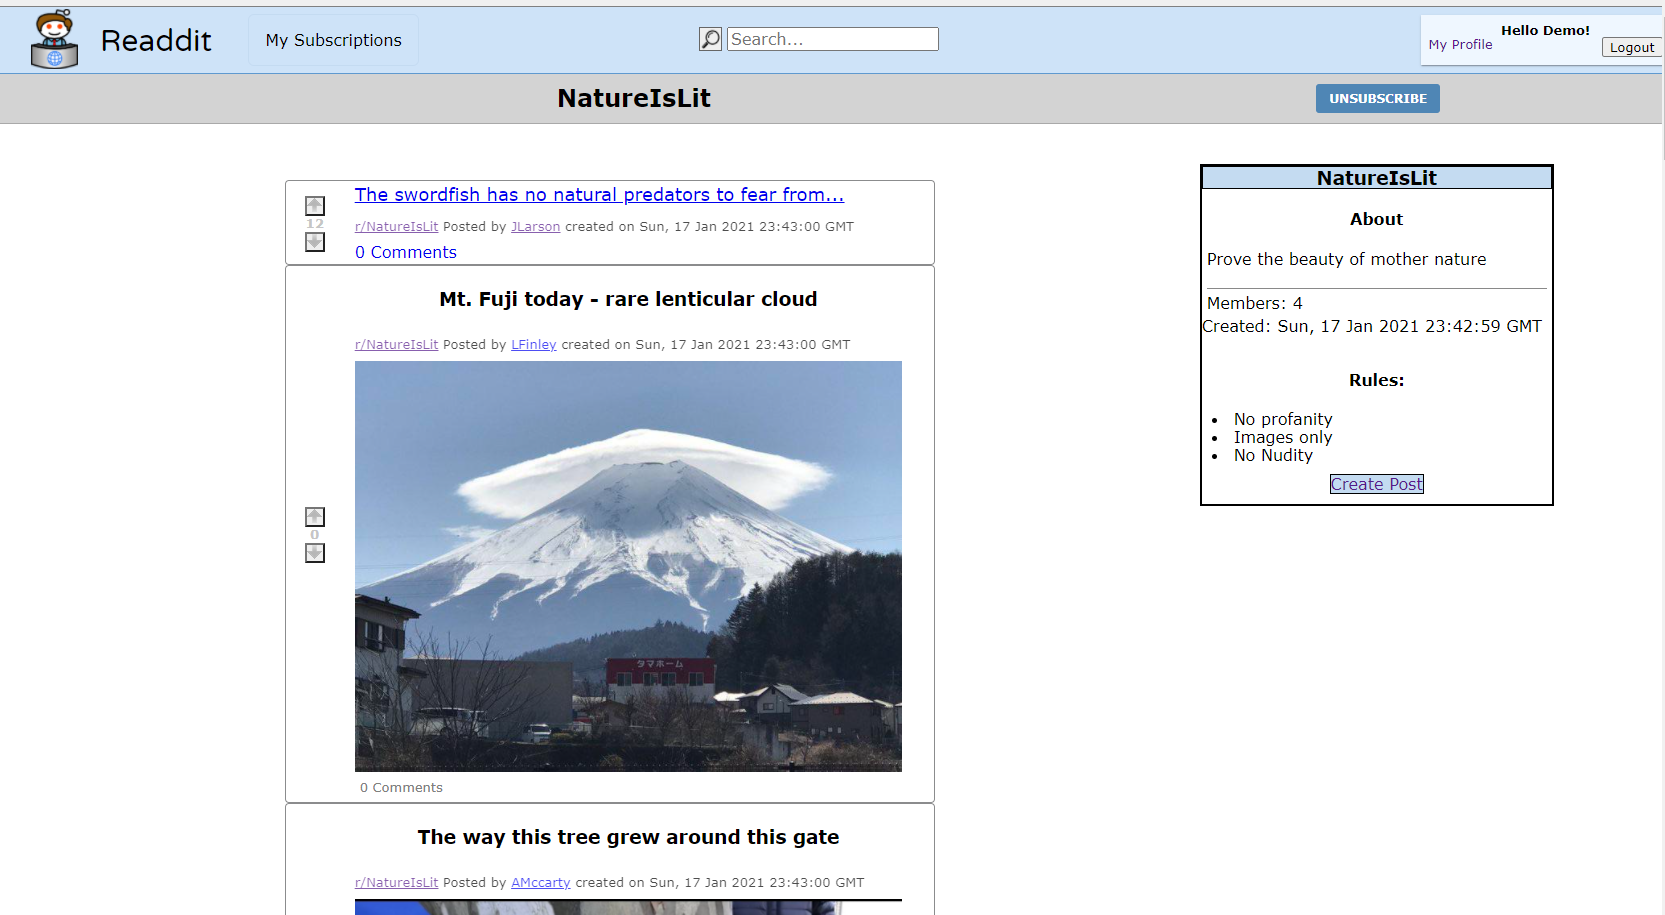 Readdit
My Subscriptions
Search...
Hello Demo!
My Profile
Logout
NatureIsLit
UNSUBSCRIBE
The swordfish has no natural predators to fear from...
12
r/NatureIsLit Posted by JLarson created on Sun, 17 Jan 2021 23:43:00 GMT
0 Comments
Mt. Fuji today - rare lenticular cloud
r/NatureIsLit Posted by LFinley created on Sun, 17 Jan 2021 23:43:00 GMT
0
タマホーム
0 Comments
The way this tree grew around this gate
r/NatureIsLit Posted by AMccarty created on Sun, 17 Jan 2021 23:43:00 GMT
NatureIsLit
About
Prove the beauty of mother nature
Members: 4
Created: Sun, 17 Jan 2021 23:42:59 GMT
Rules:
No profanity
Images only
No Nudity
Create Post